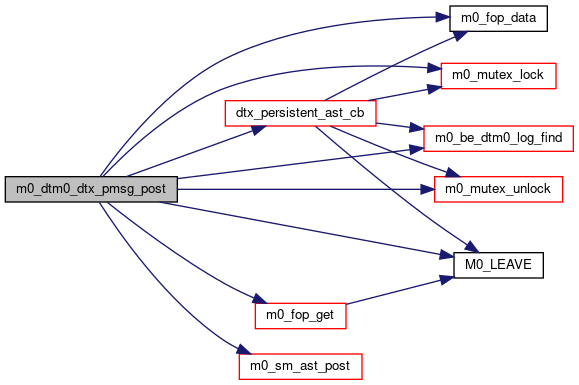 m0_fop_data
m0_mutex_lock
dtx_persistent_ast_cb
m0_be_dtm0_log_find
m0_dtm0_dtx_pmsg_post
m0_mutex_unlock
M0_LEAVE
m0_fop_get
m0_sm_ast_post